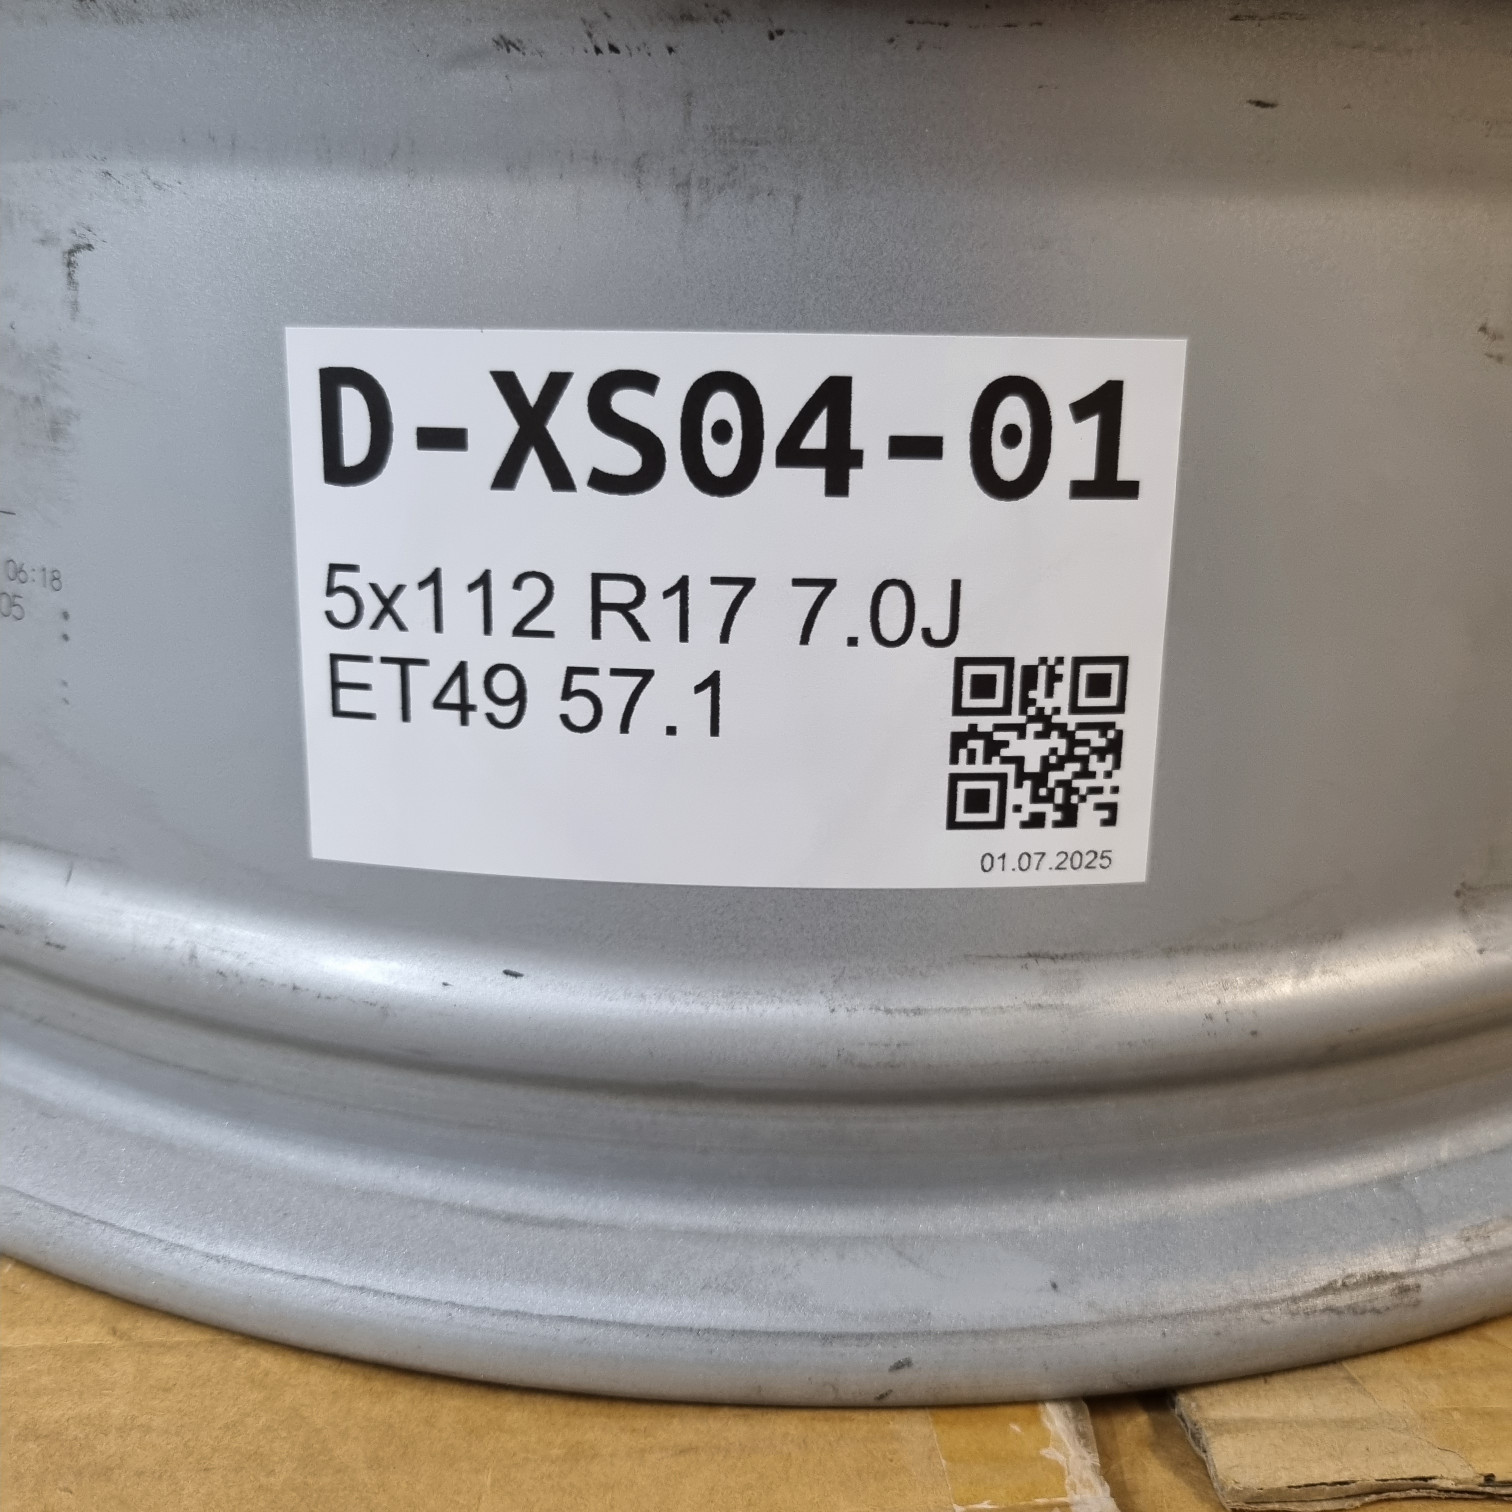 D-XS04-01
5x112 R17 7.0J
ET49 57.1
01.07.2025
06:18
05